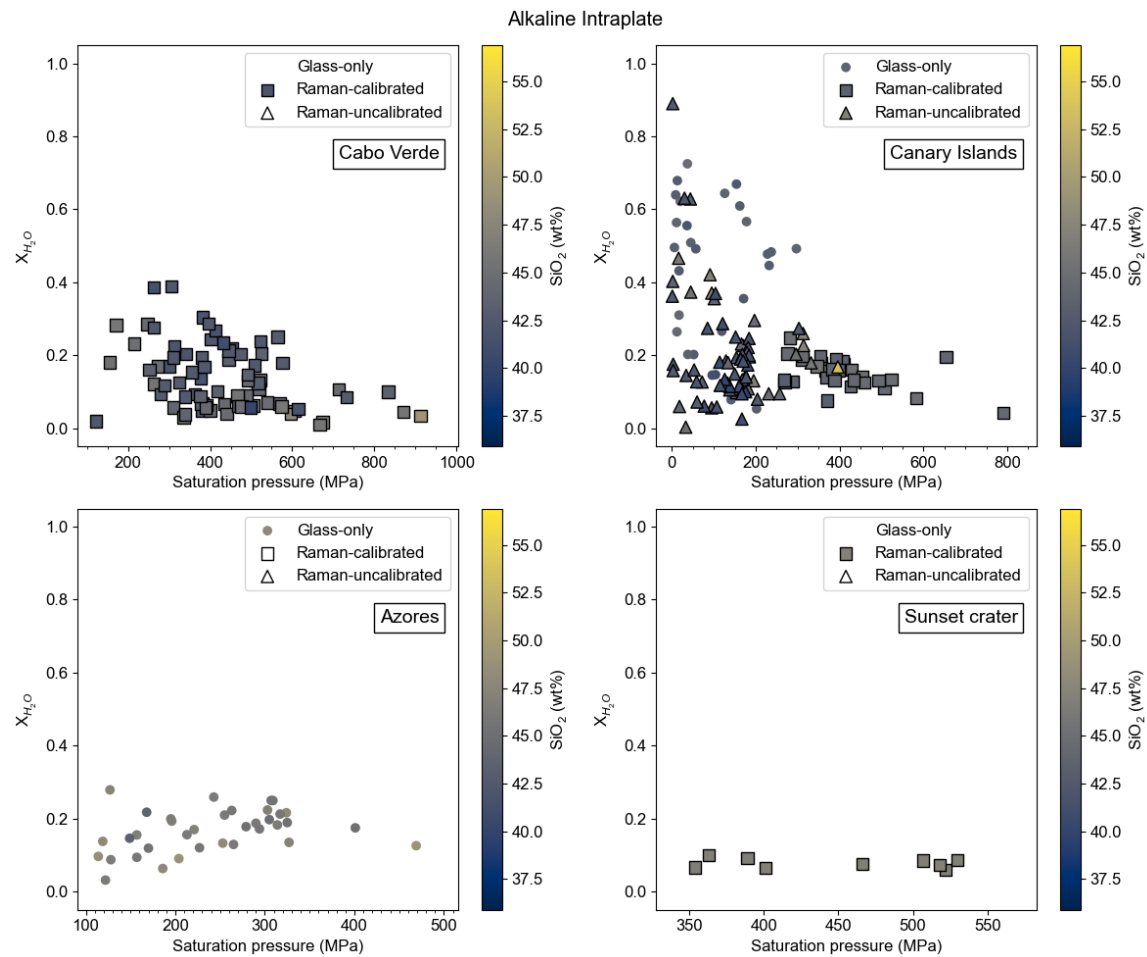 Alkaline Intraplate
1.0
0.8
0.6
0.4
0.2
0.0
X_{H_2O}
Glass-only
Raman-calibrated
Raman-uncalibrated
Cabo Verde
200
400
600
800
1000
Saturation pressure (MPa)
55.0
52.5
50.0
47.5
45.0
42.5
40.0
37.5
SiO₂ (wt%)
1.0
0.8
0.6
0.4
0.2
0.0
X_{H_2O}
Glass-only
Raman-calibrated
Raman-uncalibrated
Canary Islands
0
200
400
600
800
Saturation pressure (MPa)
55.0
52.5
50.0
47.5
45.0
42.5
40.0
37.5
SiO₂ (wt%)
1.0
0.8
0.6
0.4
0.2
0.0
X_{H_2O}
Glass-only
Raman-calibrated
Raman-uncalibrated
Azores
100
200
300
400
500
Saturation pressure (MPa)
55.0
52.5
50.0
47.5
45.0
42.5
40.0
37.5
SiO₂ (wt%)
1.0
0.8
0.6
0.4
0.2
0.0
X_{H_2O}
Glass-only
Raman-calibrated
Raman-uncalibrated
Sunset crater
350
400
450
500
550
Saturation pressure (MPa)
55.0
52.5
50.0
47.5
45.0
42.5
40.0
37.5
SiO₂ (wt%)